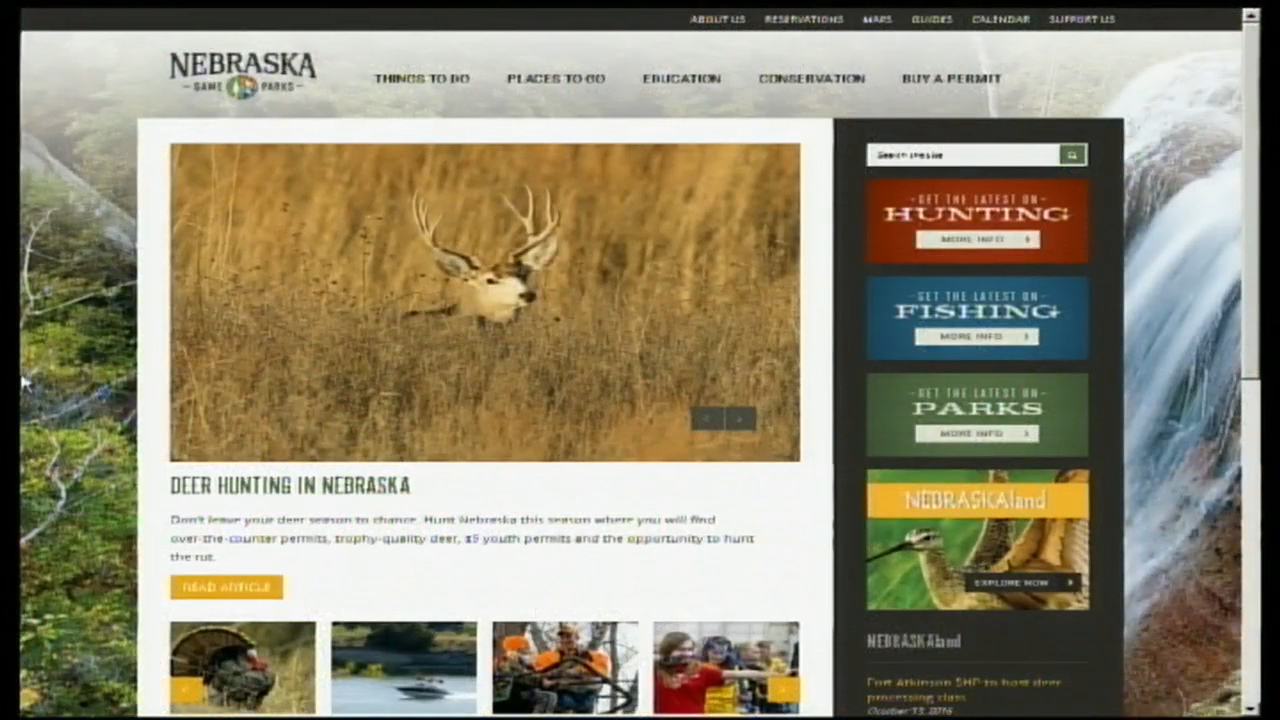 ABOUT US RESERVATIONS MAPS GUIDES CALENDAR SUPPORT US
NEBRASKA
GAME PARKS
THINGS TO DO PLACES TO GO EDUCATION CONSERVATION BUY A PERMIT
Search the site
GET THE LATEST ON
HUNTING
MORE INFO
GET THE LATEST ON
FISHING
MORE INFO
GET THE LATEST ON
PARKS
MORE INFO
NEBRASKAland
EXPLORE NOW
DEER HUNTING IN NEBRASKA
Don't leave your deer season to chance. Hunt Nebraska this season where you will find
over-the-counter permits, trophy-quality deer, $5 youth permits and the opportunity to hunt
the rut.
READ ARTICLE
NEBRASKAland
Fort Atkinson SHP to host deer
processing class
October 13, 2016